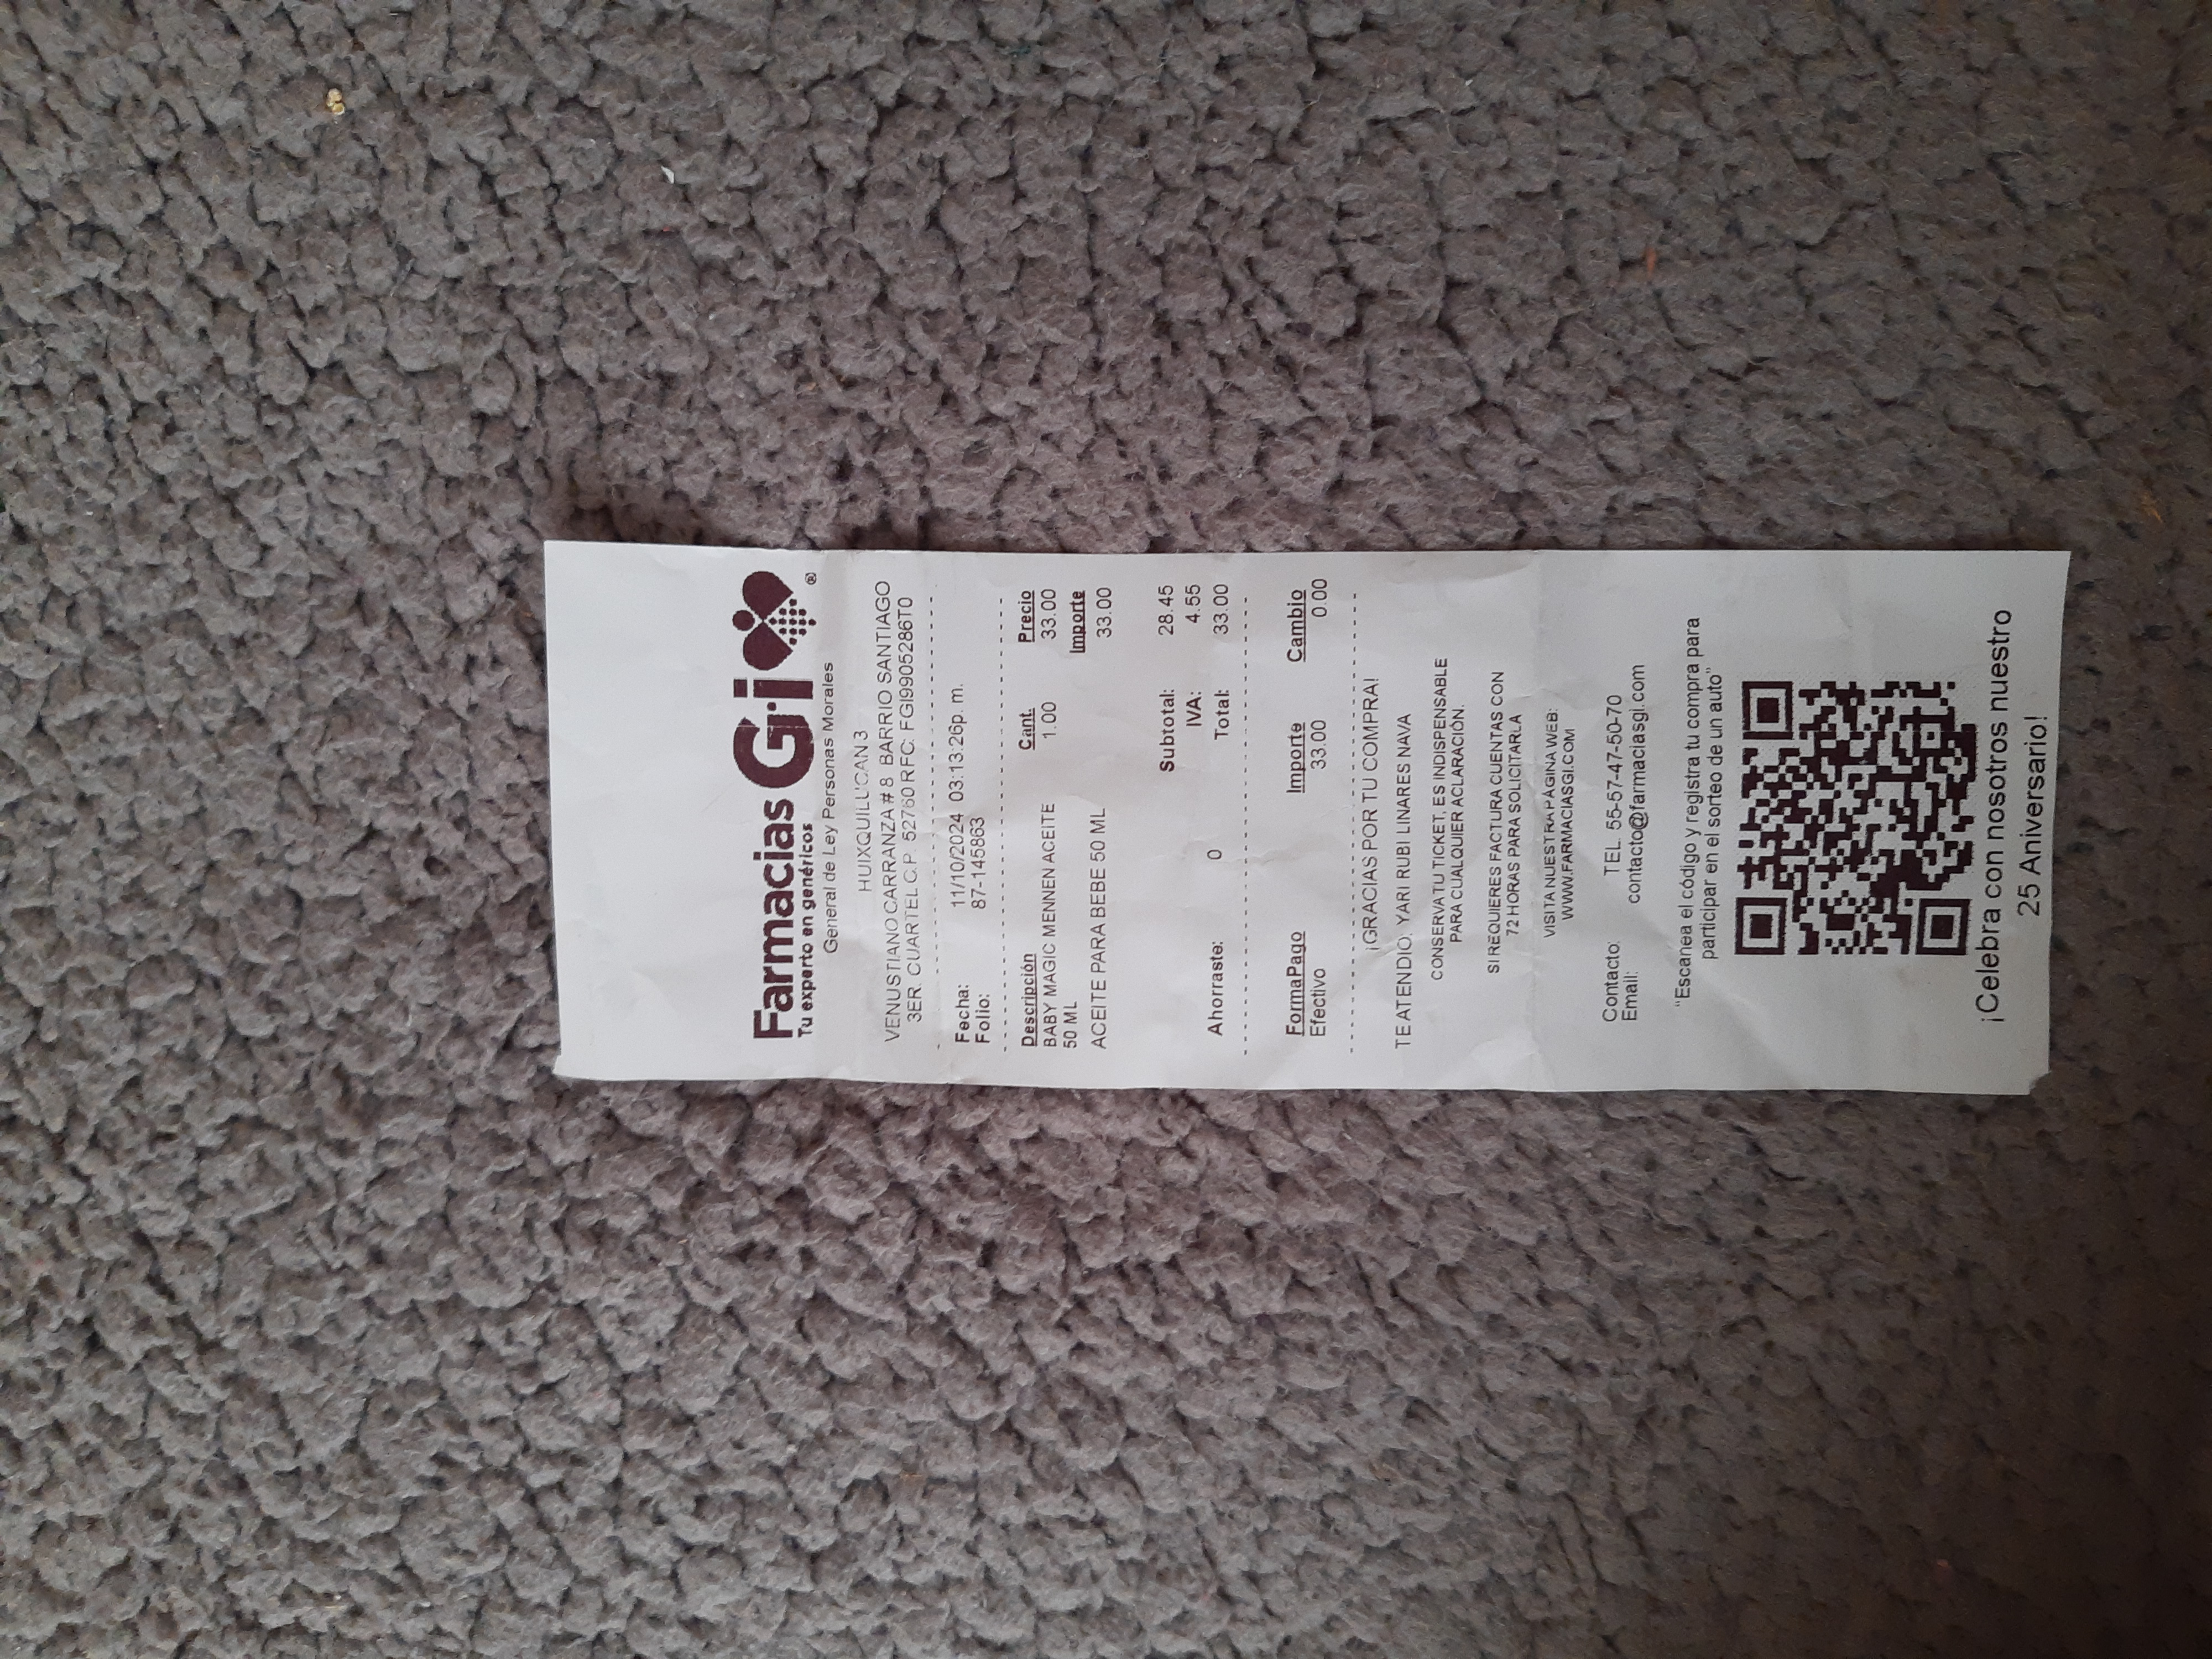 Farmacias Gi®
Tu experto en genéricos
General de Ley Personas Morales
HUIXQUILUCAN 3
VENUSTIANO CARRANZA # 8 BARRIO SANTIAGO
3ER. CUARTEL C.P. 52760 RFC: FGI9905286T0
Fecha: 11/10/2024 03:13:26p. m.
Folio: 87-145863
Descripción Cant. Precio
BABY MAGIC MENNEN ACEITE 1.00 33.00
50 ML Importe
ACEITE PARA BEBE 50 ML 33.00
Subtotal: 28.45
IVA: 4.55
Ahorraste: 0 Total: 33.00
FormaPago Importe Cambio
Efectivo 33.00 0.00
¡GRACIAS POR TU COMPRA!
TE ATENDIO: YARI RUBI LINARES NAVA
CONSERVA TU TICKET, ES INDISPENSABLE
PARA CUALQUIER ACLARACIÓN.
SI REQUIERES FACTURA CUENTAS CON
72 HORAS PARA SOLICITARLA
VISITA NUESTRA PÁGINA WEB:
WWW.FARMACIASGI.COM
Contacto: TEL. 55-57-47-50-70
Email: contacto@farmaciasgi.com
"Escanea el código y registra tu compra para
participar en el sorteo de un auto"
¡Celebra con nosotros nuestro
25 Aniversario!